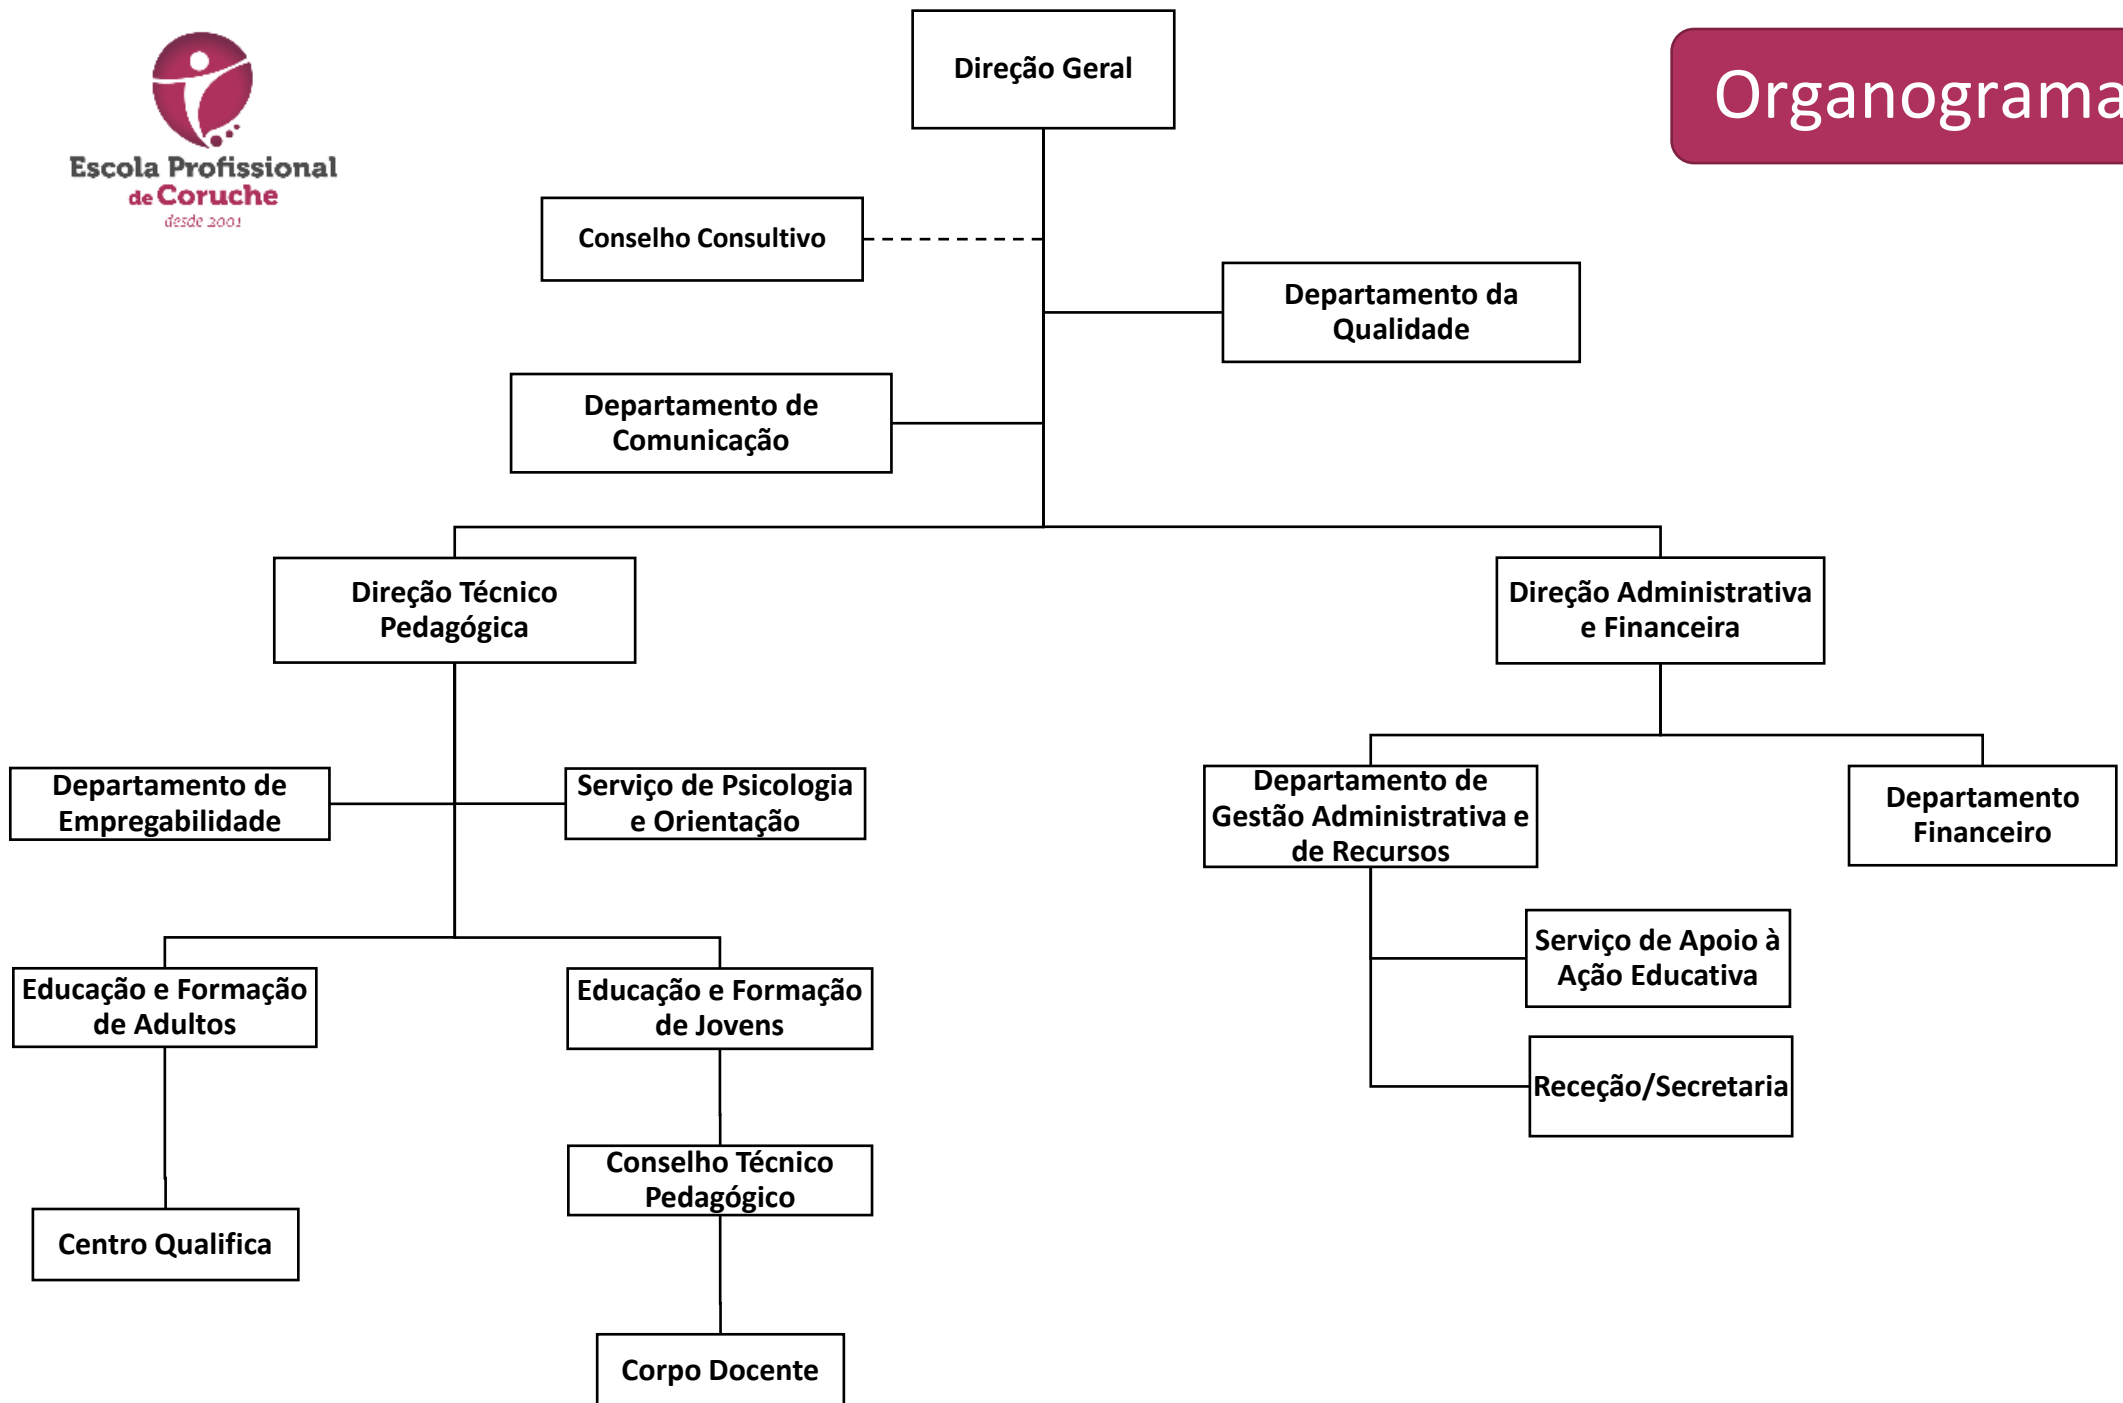 Escola Profissional
de Coruche
desde 2001
Organograma
Direção Geral
Conselho Consultivo
Departamento da
Qualidade
Departamento de
Comunicação
Direção Técnico
Pedagógica
Direção Administrativa
e Financeira
Departamento de
Empregabilidade
Serviço de Psicologia
e Orientação
Departamento de
Gestão Administrativa e
de Recursos
Departamento
Financeiro
Educação e Formação
de Adultos
Educação e Formação
de Jovens
Serviço de Apoio à
Ação Educativa
Receção/Secretaria
Conselho Técnico
Pedagógico
Centro Qualifica
Corpo Docente